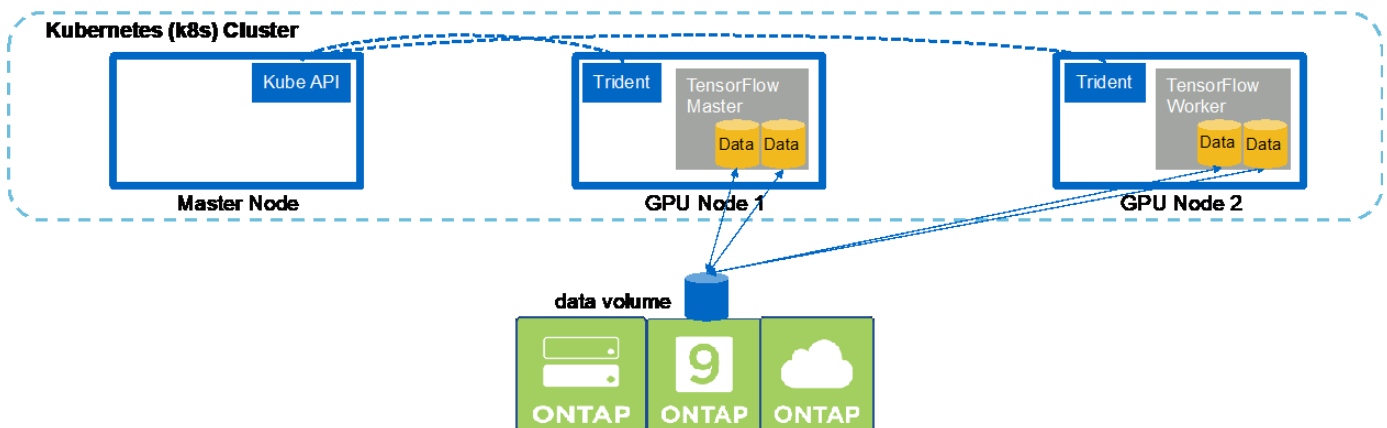 Kubernetes (k8s) Cluster
Kube API
Master Node
Trident
TensorFlow
Master
Data
Data
GPU Node 1
Trident
TensorFlow
Worker
Data
Data
GPU Node 2
data volume
ONTAP
9
ONTAP
ONTAP